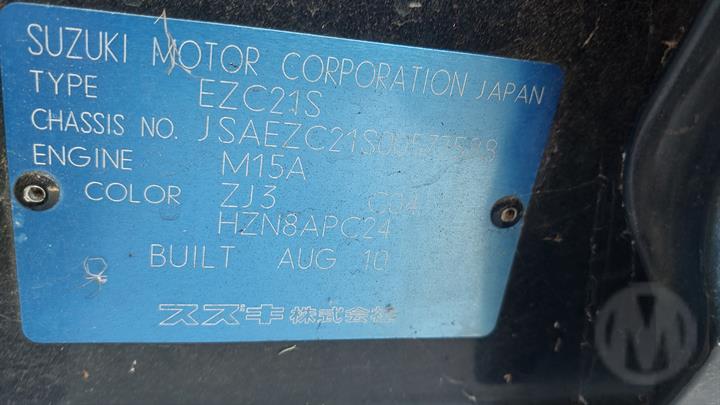 SUZUKI MOTOR CORPORATION JAPAN
TYPE EZC21S
CHASSIS NO.
ENGINE M15A
COLOR ZJ3 C04
HZN8APC24
BUILT AUG 10
スズキ株式会社
M